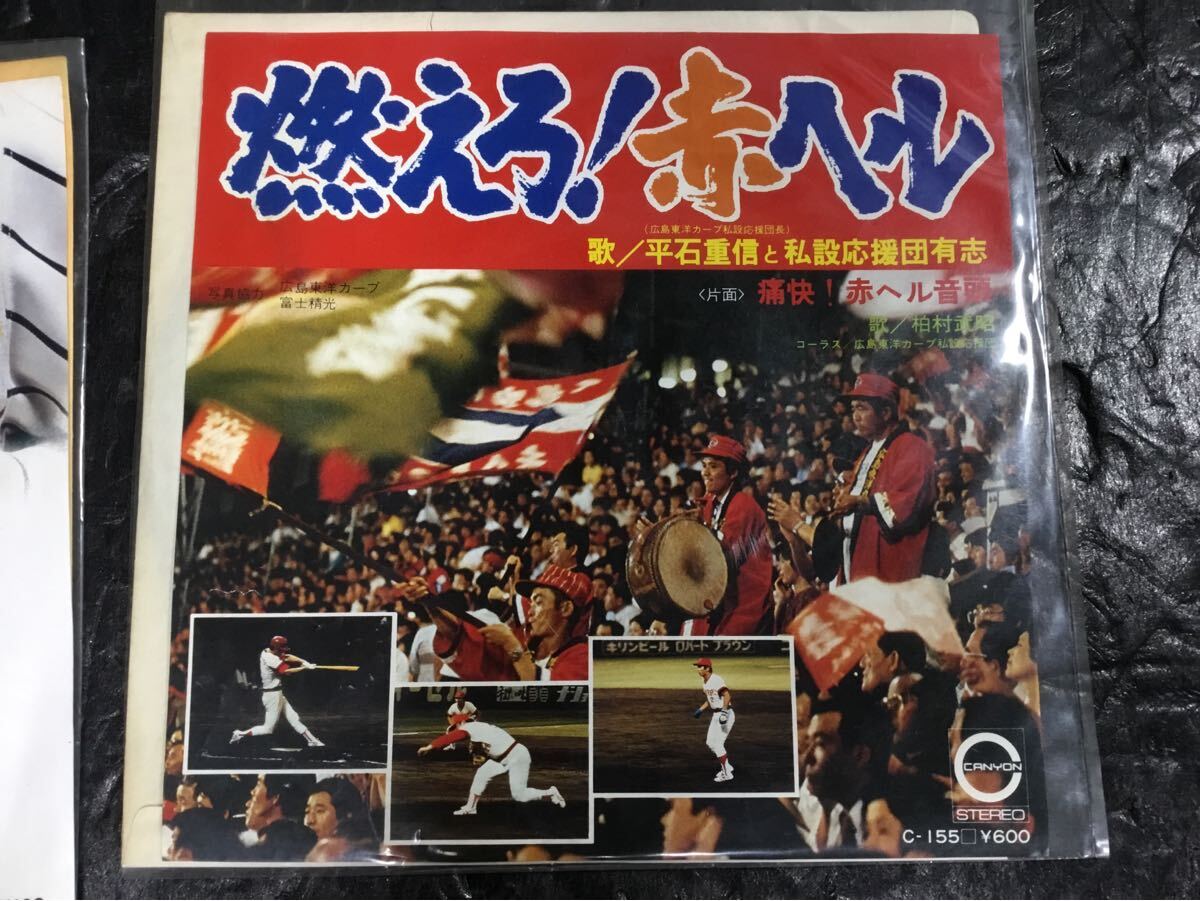 燃えろ!赤ヘル
(広島東洋カープ私設応援団長)
歌/平石重信と私設応援団有志
写真協力 広島東洋カープ
富士精光
〈片面〉 痛快!赤ヘル音頭
歌/柏村武昭
コーラス/広島東洋カープ私設応援団
キリンビール ロバート ブラウン
CANYON
STEREO
C-155□ ¥600